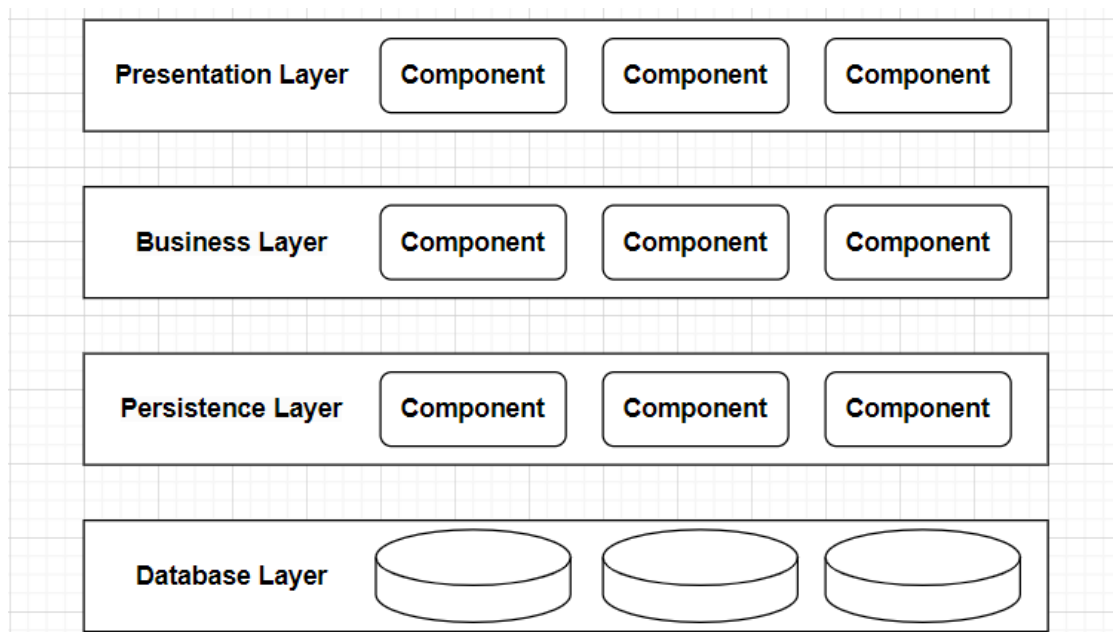 Presentation Layer Component Component Component
Business Layer Component Component Component
Persistence Layer Component Component Component
Database Layer